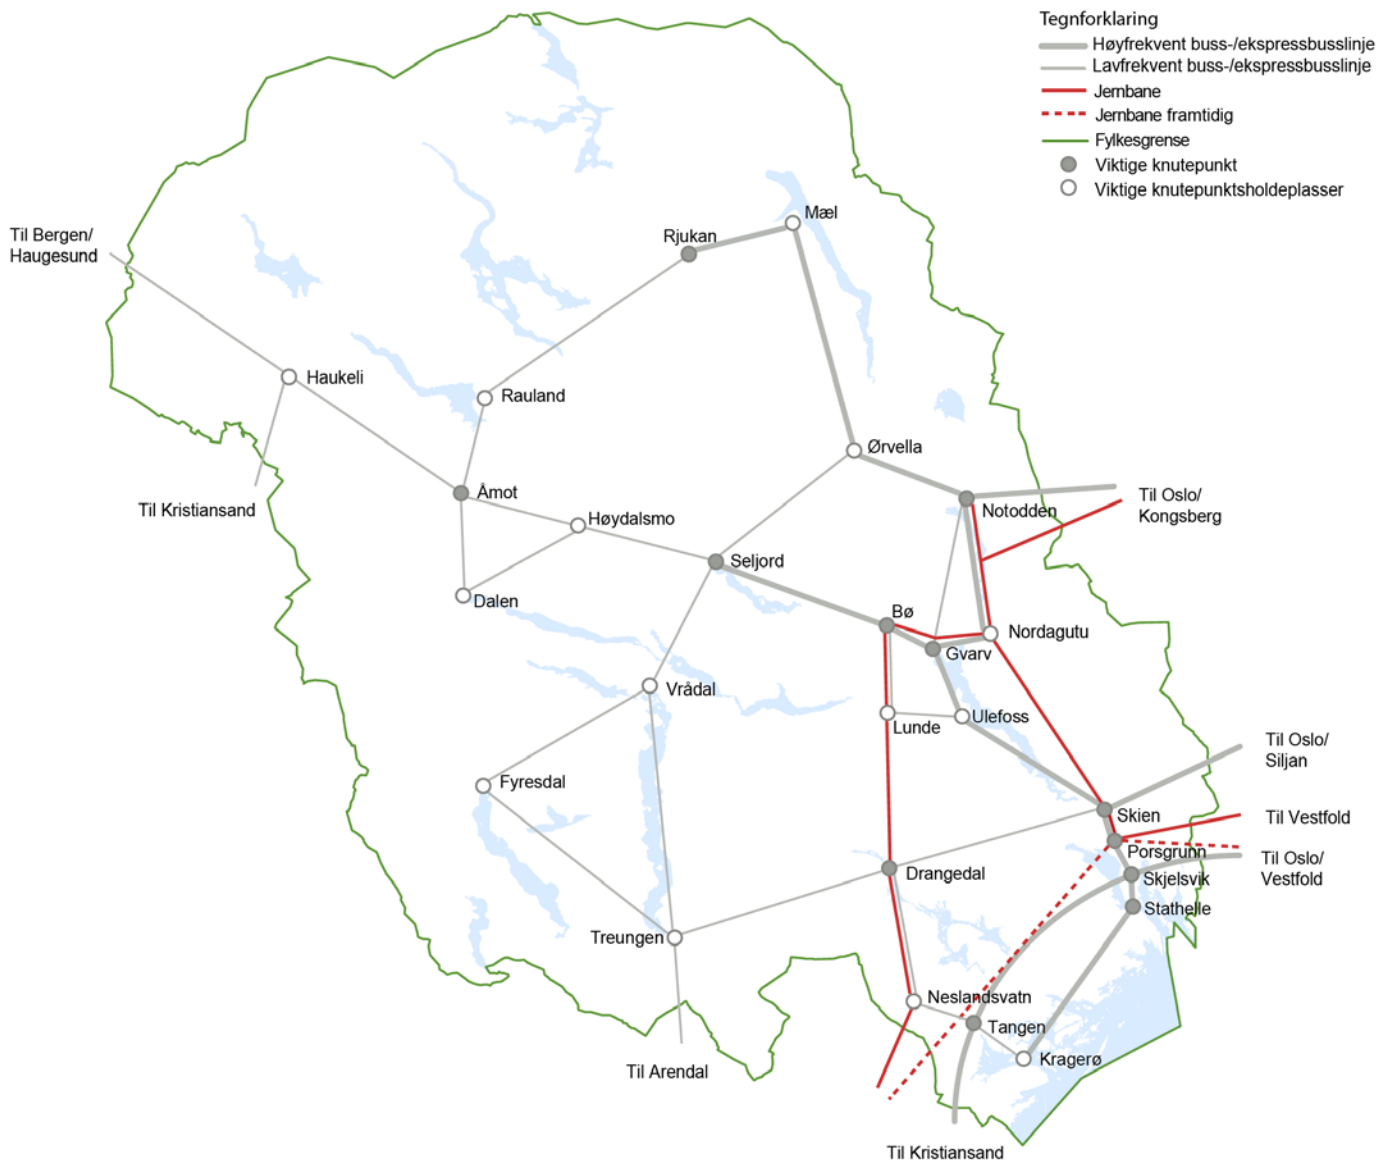 Tegnforklaring
Høyfrekvent buss-/ekspressbusslinje
Lavfrekvent buss-/ekspressbusslinje
Jernbane
Jernbane framtidig
Fylkesgrense
Viktige knutepunkt
Viktige knutepunktsholdeplasser
Mæl
Rjukan
Til Bergen/
Haugesund
Haukeli
Rauland
Ørvella
Åmot
Til Kristiansand
Høydalsmo
Notodden
Til Oslo/
Kongsberg
Seljord
Dalen
Bø
Nordagutu
Gvarv
Vrådal
Lunde
Ulefoss
Til Oslo/
Siljan
Fyresdal
Skien
Til Vestfold
Porsgrunn
Til Oslo/
Vestfold
Drangedal
Skjelsvik
Stathelle
Treungen
Neslandsvatn
Tangen
Kragerø
Til Arendal
Til Kristiansand